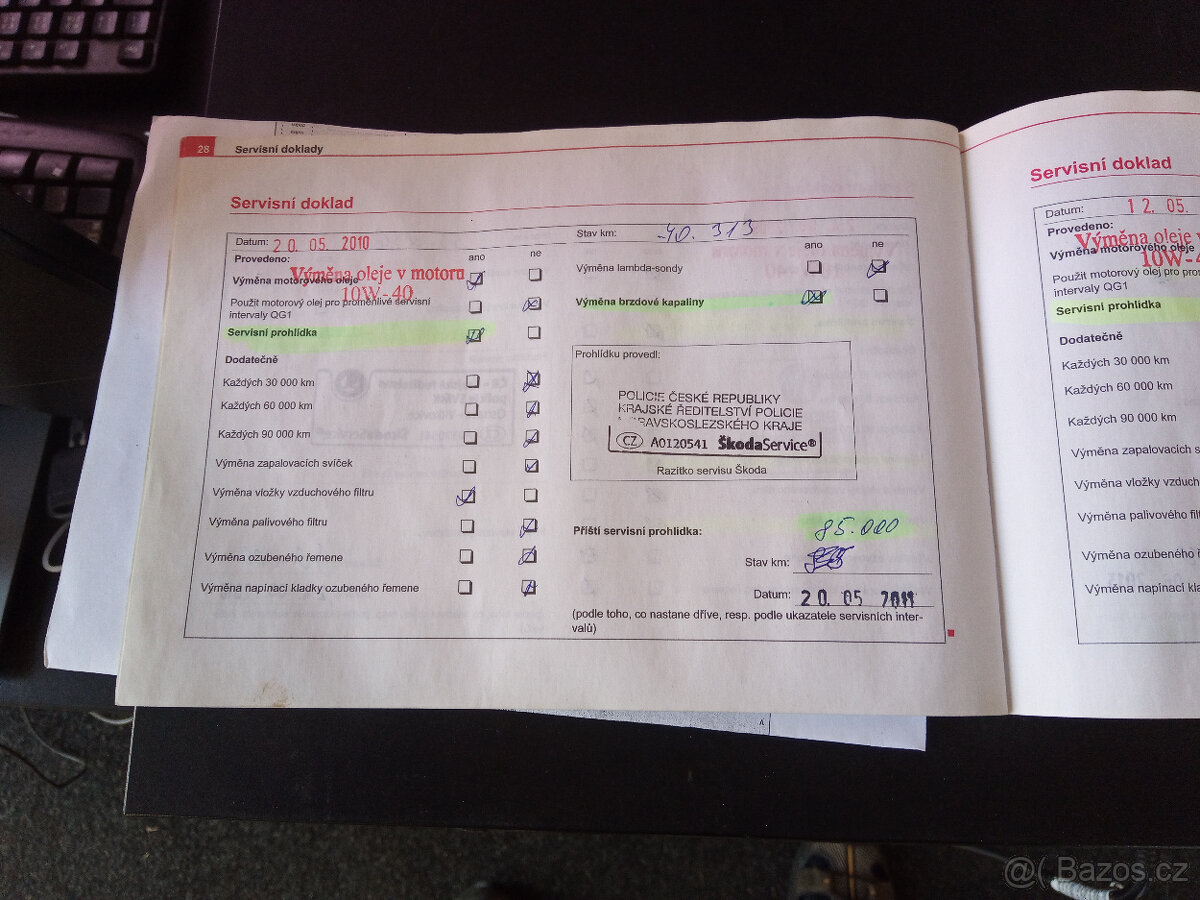 28 Servisní doklady
Servisní doklad
Datum: 20. 05. 2010
Provedeno:
ano
ne
Výměna oleje v motoru
10W-40
Výměna motorového oleje
Použit motorový olej pro proměnlivé servisní
intervaly QG1
Servisní prohlídka
Dodatečně
Každých 30 000 km
Každých 60 000 km
Každých 90 000 km
Výměna zapalovacích svíček
Výměna vložky vzduchového filtru
Výměna palivového filtru
Výměna ozubeného řemene
Výměna napínací kladky ozubeného řemene
Stav km: 40. 313
ano
ne
Výměna lambda-sondy
Výměna brzdové kapaliny
Prohlídku provedl:
POLICIE ČESKÉ REPUBLIKY
KRAJSKÉ ŘEDITELSTVÍ POLICIE
RAVSKOSLEZSKÉHO KRAJE
CZ A0120541 ŠkodaService®
Razítko servisu Škoda
Příští servisní prohlídka:
85.000
Stav km:
Datum: 20. 05 2011
(podle toho, co nastane dříve, resp. podle ukazatele servisních inter-
valů)
Servisní doklad
Datum: 12. 05.
Provedeno:
Výměna oleje v
10W-4
Výměna motorového oleje
Použit motorový olej pro pro
intervaly QG1
Servisní prohlídka
Dodatečně
Každých 30 000 km
Každých 60 000 km
Každých 90 000 km
Výměna zapalovacích s
Výměna vložky vzduch
Výměna palivového filt
Výměna ozubeného ř
Výměna napínací kla
@( Bazos.cz